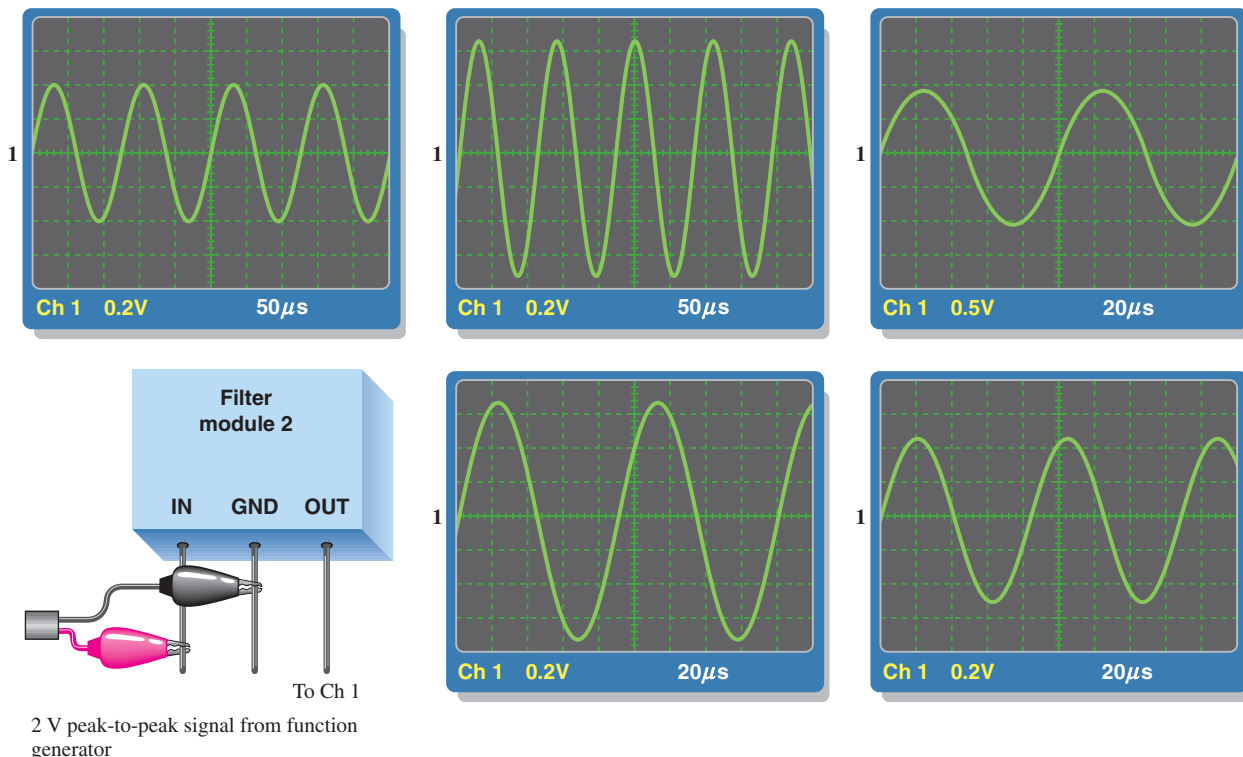 1
Ch 1 0.2V 50μs
1
Ch 1 0.2V 50μs
1
Ch 1 0.5V 20μs
Filter
module 2
IN GND OUT
To Ch 1
2 V peak-to-peak signal from function
generator
1
Ch 1 0.2V 20μs
1
Ch 1 0.2V 20μs